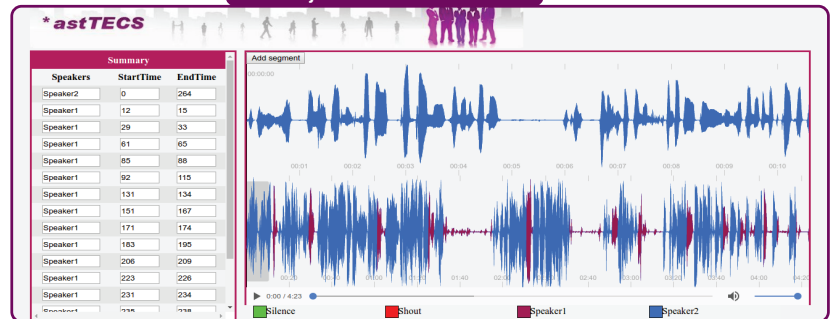 *astTECS
Summary
Speakers StartTime EndTime
Speaker2 0 264
Speaker1 12 15
Speaker1 29 33
Speaker1 61 65
Speaker1 85 88
Speaker1 92 115
Speaker1 131 134
Speaker1 151 167
Speaker1 171 174
Speaker1 183 195
Speaker1 206 209
Speaker1 223 226
Speaker1 231 234
Speaker1 235 238
Add segment
00:00:00
00:01 00:02 00:03 00:04 00:05 00:06 00:07 00:08 00:09 00:10
00:20 01:40 02:40 03:40 04:00 04:20
0:00 / 4:23
Silence Shout Speaker1 Speaker2